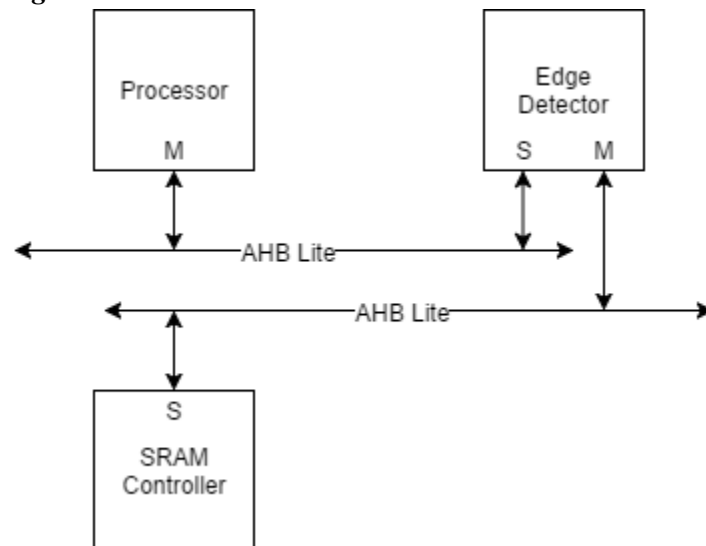 Processor
M
Edge
Detector
S M
AHB Lite
AHB Lite
S
SRAM
Controller